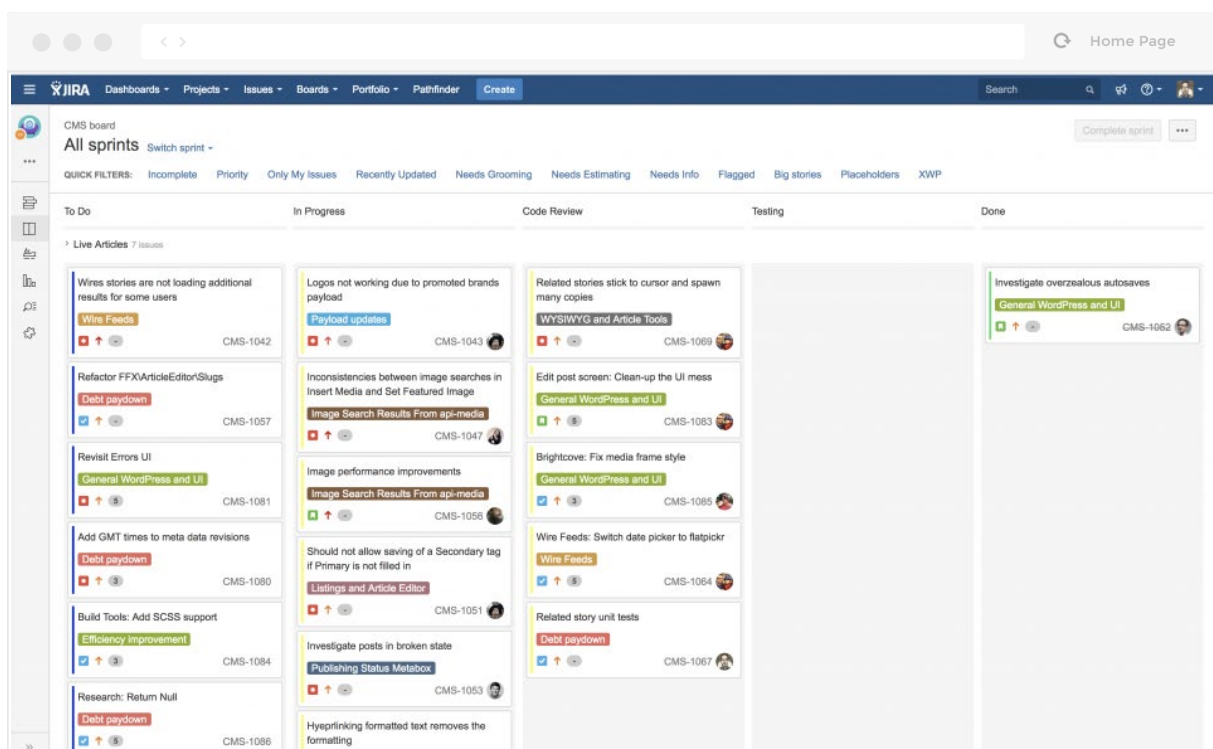 Home Page
JIRA Dashboards Projects Issues Boards Portfolio Pathfinder Create Search
CMS board
All sprints Switch sprint
Complete sprint
QUICK FILTERS: Incomplete Priority Only My Issues Recently Updated Needs Grooming Needs Estimating Needs Info Flagged Big stories Placeholders XWP
To Do
In Progress
Code Review
Testing
Done
Live Articles 7 issues
Wires stories are not loading additional
results for some users
Wire Feeds
CMS-1042
Refactor FFX\ArticleEditor\Slugs
Debt paydown
CMS-1057
Revisit Errors UI
General WordPress and UI
5 CMS-1081
Add GMT times to meta data revisions
Debt paydown
3 CMS-1080
Build Tools: Add SCSS support
Efficiency improvement
3 CMS-1084
Research: Return Null
Debt paydown
5 CMS-1086
Logos not working due to promoted brands
payload
Payload updates
CMS-1043
Inconsistencies between image searches in
Insert Media and Set Featured Image
Image Search Results From api-media
CMS-1047
Image performance improvements
Image Search Results From api-media
CMS-1056
Should not allow saving of a Secondary tag
if Primary is not filled in
Listings and Article Editor
CMS-1051
Investigate posts in broken state
Publishing Status Metabox
CMS-1053
Hyeprlinking formatted text removes the
formatting
Related stories stick to cursor and spawn
many copies
WYSIWYG and Article Tools
CMS-1069
Edit post screen: Clean-up the UI mess
General WordPress and UI
5 CMS-1083
Brightcove: Fix media frame style
General WordPress and UI
3 CMS-1085
Wire Feeds: Switch date picker to flatpickr
Wire Feeds
5 CMS-1064
Related story unit tests
Debt paydown
CMS-1067
Investigate overzealous autosaves
General WordPress and UI
CMS-1062